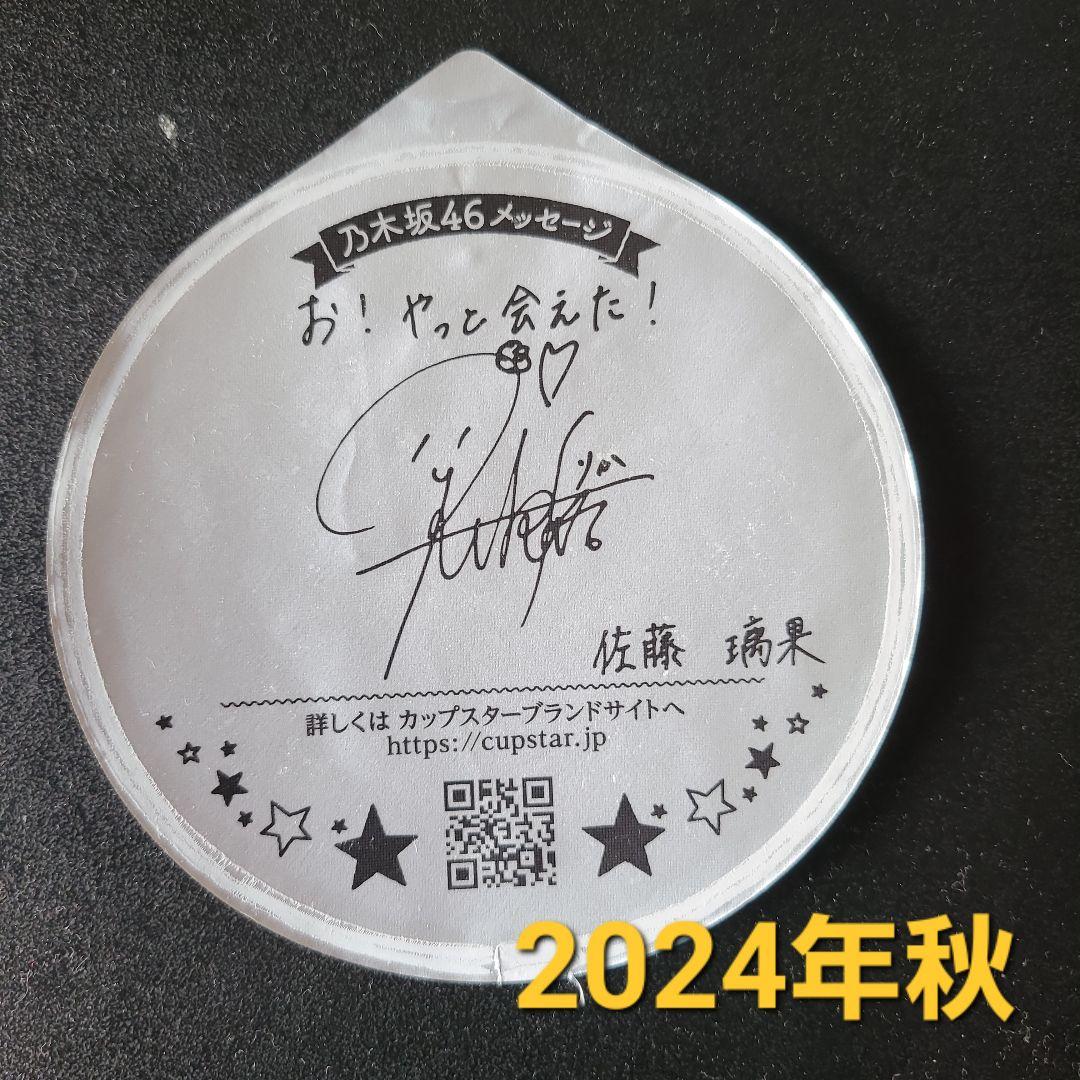 乃木坂46メッセージ
お！やっと会えた！
りか
佐藤 璃果
詳しくは カップスターブランドサイトへ
https://cupstar.jp
2024年秋